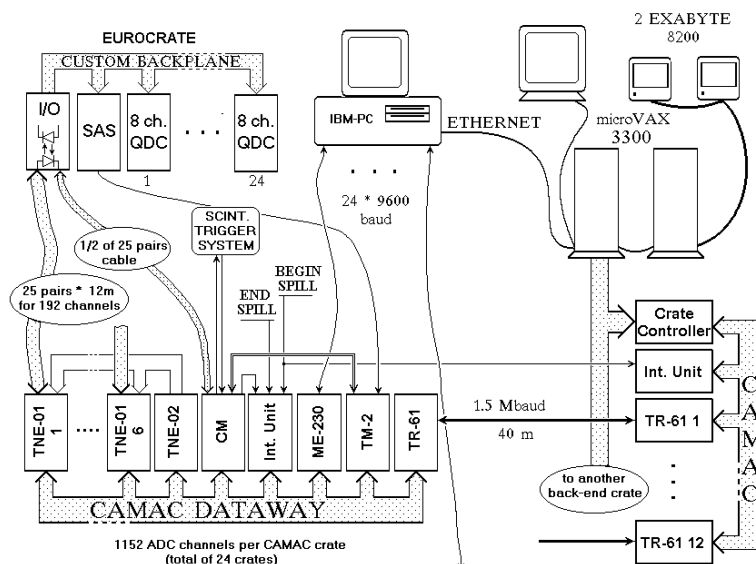 EUROCRATE
CUSTOM BACKPLANE
I/O
SAS
8 ch.
QDC
. . .
8 ch.
QDC
1
24
IBM-PC
ETHERNET
2 EXABYTE
8200
microVAX
3300
. . .
24 * 9600
baud
SCINT.
TRIGGER
SYSTEM
1/2 of 25 pairs
cable
25 pairs * 12m
for 192 channels
END
SPILL
BEGIN
SPILL
TNE-01
1
....
TNE-01
6
TNE-02
CM
Int. Unit
ME-230
TM-2
TR-61
1.5 Mbaud
40 m
Crate
Controller
Int. Unit
TR-61 1
.
.
.
TR-61 12
CAMAC
to another
back-end crate
CAMAC DATAWAY
1152 ADC channels per CAMAC crate
(total of 24 crates)